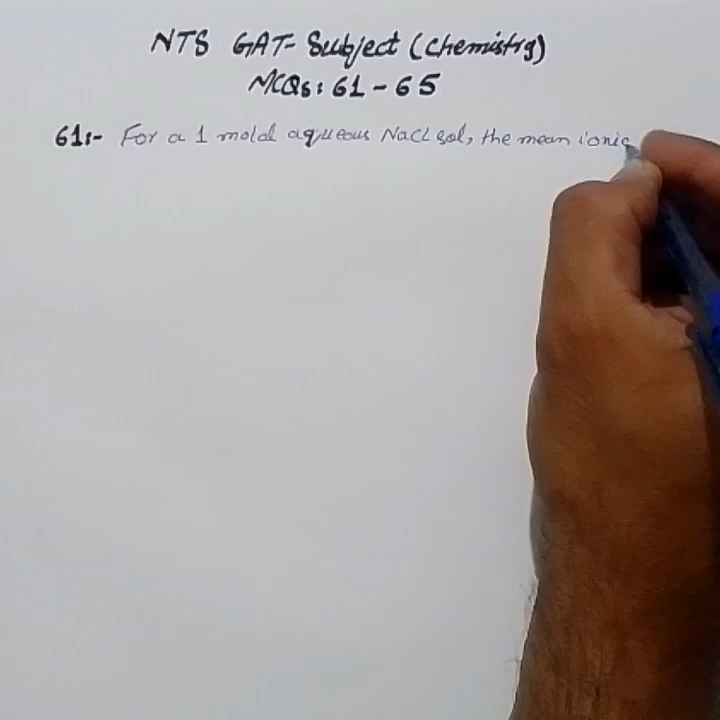 NTS GAT- Subject (Chemistry)
MCQs: 61 - 65
61:- For a 1 molal aqueous NaCl sol, the mean ionic